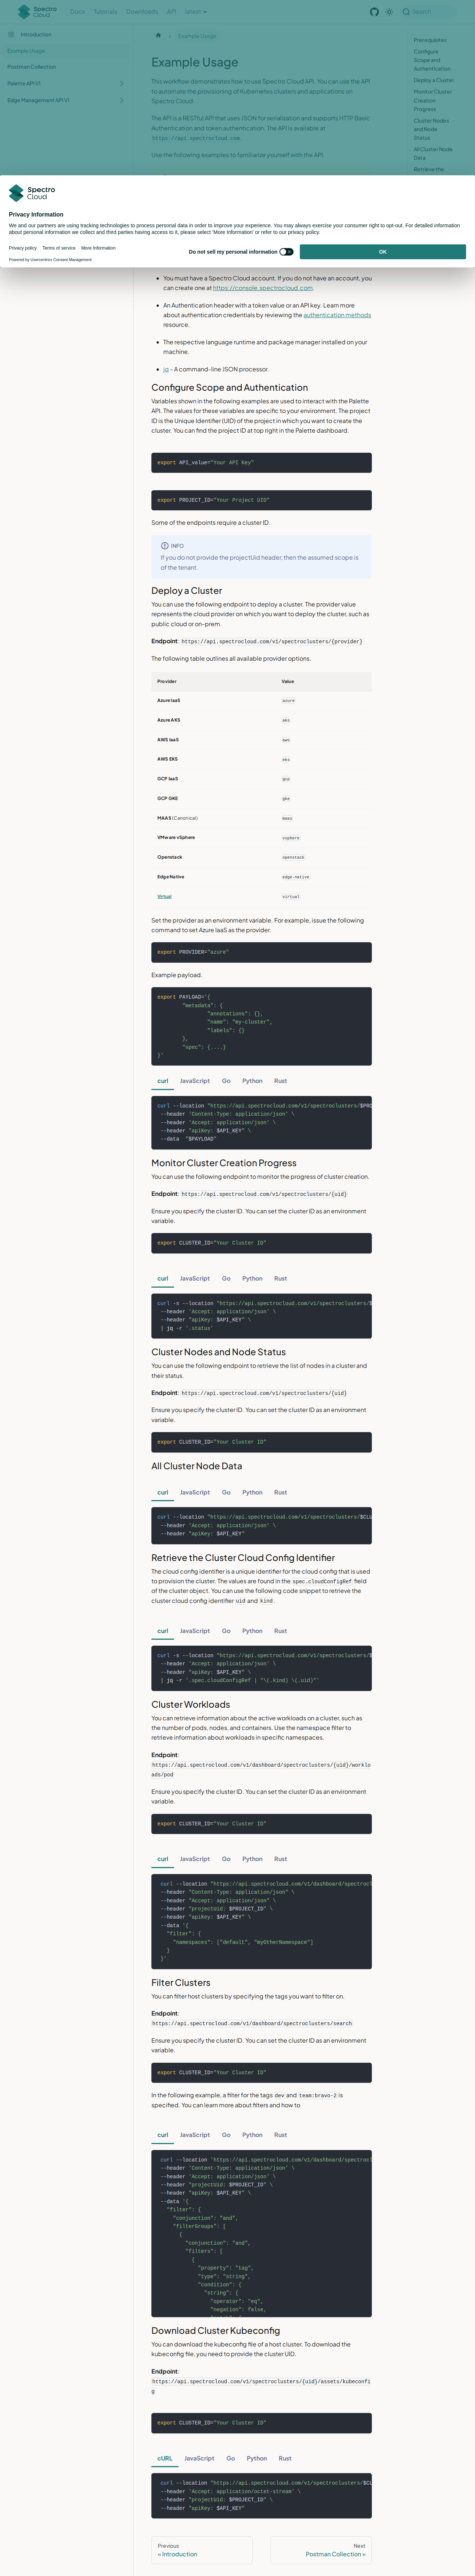 Spectro Cloud
Docs Tutorials Downloads API latest
Search
Introduction
Example Usage
Postman Collection
Palette API V1
Edge Management API V1
Example Usage
Example Usage
This workflow demonstrates how to use Spectro Cloud API. You can use the API
to automate the provisioning of Kubernetes clusters and applications on
Spectro Cloud.
The API is a RESTful API that uses JSON serialization and supports HTTP Basic
Authentication and token authentication. The API is available at
https://api.spectrocloud.com.
Use the following examples to familiarize yourself with the API.
Prerequisites
Configure
Scope and
Authentication
Deploy a Cluster
Monitor Cluster
Creation
Progress
Cluster Nodes
and Node
Status
All Cluster Node
Data
Retrieve the
Spectro
Cloud
Privacy Information
We and our partners are using tracking technologies to process personal data in order to improve your experience. You may always exercise your consumer right to opt-out. For detailed information
about personal information we collect and third parties having access to it, please select 'More Information' or refer to our privacy policy.
Privacy policy Terms of service More Information
Powered by Usercentrics Consent Management
Do not sell my personal information
OK
You must have a Spectro Cloud account. If you do not have an account, you
can create one at https://console.spectrocloud.com.
An Authentication header with a token value or an API key. Learn more
about authentication credentials by reviewing the authentication methods
resource.
The respective language runtime and package manager installed on your
machine.
jq - A command-line JSON processor.
Configure Scope and Authentication
Variables shown in the following examples are used to interact with the Palette
API. The values for these variables are specific to your environment. The project
ID is the Unique Identifier (UID) of the project in which you want to create the
cluster. You can find the project ID at top right in the Palette dashboard.
export API_value="Your API Key"
export PROJECT_ID="Your Project UID"
Some of the endpoints require a cluster ID.
INFO
If you do not provide the projectUid header, then the assumed scope is
of the tenant.
Deploy a Cluster
You can use the following endpoint to deploy a cluster. The provider value
represents the cloud provider on which you want to deploy the cluster, such as
public cloud or on-prem.
Endpoint: https://api.spectrocloud.com/v1/spectroclusters/{provider}
The following table outlines all available provider options.
Provider Value
Azure IaaS azure
Azure AKS aks
AWS IaaS aws
AWS EKS eks
GCP IaaS gcp
GCP GKE gke
MAAS (Canonical) maas
VMware vSphere vsphere
Openstack openstack
Edge Native edge-native
Virtual virtual
Set the provider as an environment variable. For example, issue the following
command to set Azure IaaS as the provider.
export PROVIDER="azure"
Example payload.
export PAYLOAD='{
"metadata": {
"annotations": {},
"name": "my-cluster",
"labels": {}
},
"spec": {....}
}'
curl JavaScript Go Python Rust
curl --location "https://api.spectrocloud.com/v1/spectroclusters/$PRO
--header 'Content-Type: application/json' \
--header 'Accept: application/json' \
--header "apiKey: $API_KEY" \
--data "$PAYLOAD"
Monitor Cluster Creation Progress
You can use the following endpoint to monitor the progress of cluster creation.
Endpoint: https://api.spectrocloud.com/v1/spectroclusters/{uid}
Ensure you specify the cluster ID. You can set the cluster ID as an environment
variable.
export CLUSTER_ID="Your Cluster ID"
curl JavaScript Go Python Rust
curl -s --location "https://api.spectrocloud.com/v1/spectroclusters/$
--header 'Accept: application/json' \
--header "apiKey: $API_KEY" \
| jq -r '.status'
Cluster Nodes and Node Status
You can use the following endpoint to retrieve the list of nodes in a cluster and
their status.
Endpoint: https://api.spectrocloud.com/v1/spectroclusters/{uid}
Ensure you specify the cluster ID. You can set the cluster ID as an environment
variable.
export CLUSTER_ID="Your Cluster ID"
All Cluster Node Data
curl JavaScript Go Python Rust
curl --location "https://api.spectrocloud.com/v1/spectroclusters/$CLU
--header 'Accept: application/json' \
--header "apiKey: $API_KEY"
Retrieve the Cluster Cloud Config Identifier
The cloud config identifier is a unique identifier for the cloud config that is used
to provision the cluster. The values are found in the spec.cloudConfigRef field
of the cluster object. You can use the following code snippet to retrieve the
cluster cloud config identifier uid and kind.
curl JavaScript Go Python Rust
curl -s --location "https://api.spectrocloud.com/v1/spectroclusters/$
--header 'Accept: application/json' \
--header "apiKey: $API_KEY" \
| jq -r '.spec.cloudConfigRef | "\(.kind) \(.uid)"'
Cluster Workloads
You can retrieve information about the active workloads on a cluster, such as
the number of pods, nodes, and containers. Use the namespace filter to
retrieve information about workloads in specific namespaces.
Endpoint:
https://api.spectrocloud.com/v1/dashboard/spectroclusters/{uid}/worklo
ads/pod
Ensure you specify the cluster ID. You can set the cluster ID as an environment
variable.
export CLUSTER_ID="Your Cluster ID"
curl JavaScript Go Python Rust
curl --location "https://api.spectrocloud.com/v1/dashboard/spectrocl
--header "Content-Type: application/json" \
--header "Accept: application/json" \
--header "projectUid: $PROJECT_ID" \
--header "apiKey: $API_KEY" \
--data '{
"filter": {
"namespaces": ["default", "myOtherNamespace"]
}
}'
Filter Clusters
You can filter host clusters by specifying the tags you want to filter on.
Endpoint:
https://api.spectrocloud.com/v1/dashboard/spectroclusters/search
Ensure you specify the cluster ID. You can set the cluster ID as an environment
variable.
export CLUSTER_ID="Your Cluster ID"
In the following example, a filter for the tags dev and team:bravo-2 is
specified. You can learn more about filters and how to
curl JavaScript Go Python Rust
curl --location 'https://api.spectrocloud.com/v1/dashboard/spectrocl
--header 'Content-Type: application/json' \
--header 'Accept: application/json' \
--header "projectUid: $PROJECT_ID" \
--header "apiKey: $API_KEY" \
--data '{
"filter": {
"conjunction": "and",
"filterGroups": [
{
"conjunction": "and",
"filters": [
{
"property": "tag",
"type": "string",
"condition": {
"string": {
"operator": "eq",
"negation": false,
Download Cluster Kubeconfig
You can download the kubeconfig file of a host cluster. To download the
kubeconfig file, you need to provide the cluster UID.
Endpoint:
https://api.spectrocloud.com/v1/spectroclusters/{uid}/assets/kubeconfi
g
export CLUSTER_ID="Your Cluster ID"
cURL JavaScript Go Python Rust
curl --location "https://api.spectrocloud.com/v1/spectroclusters/$Cl
--header 'Accept: application/octet-stream' \
--header "projectUid: $PROJECT_ID" \
--header "apiKey: $API_KEY"
Previous
« Introduction
Next
Postman Collection »